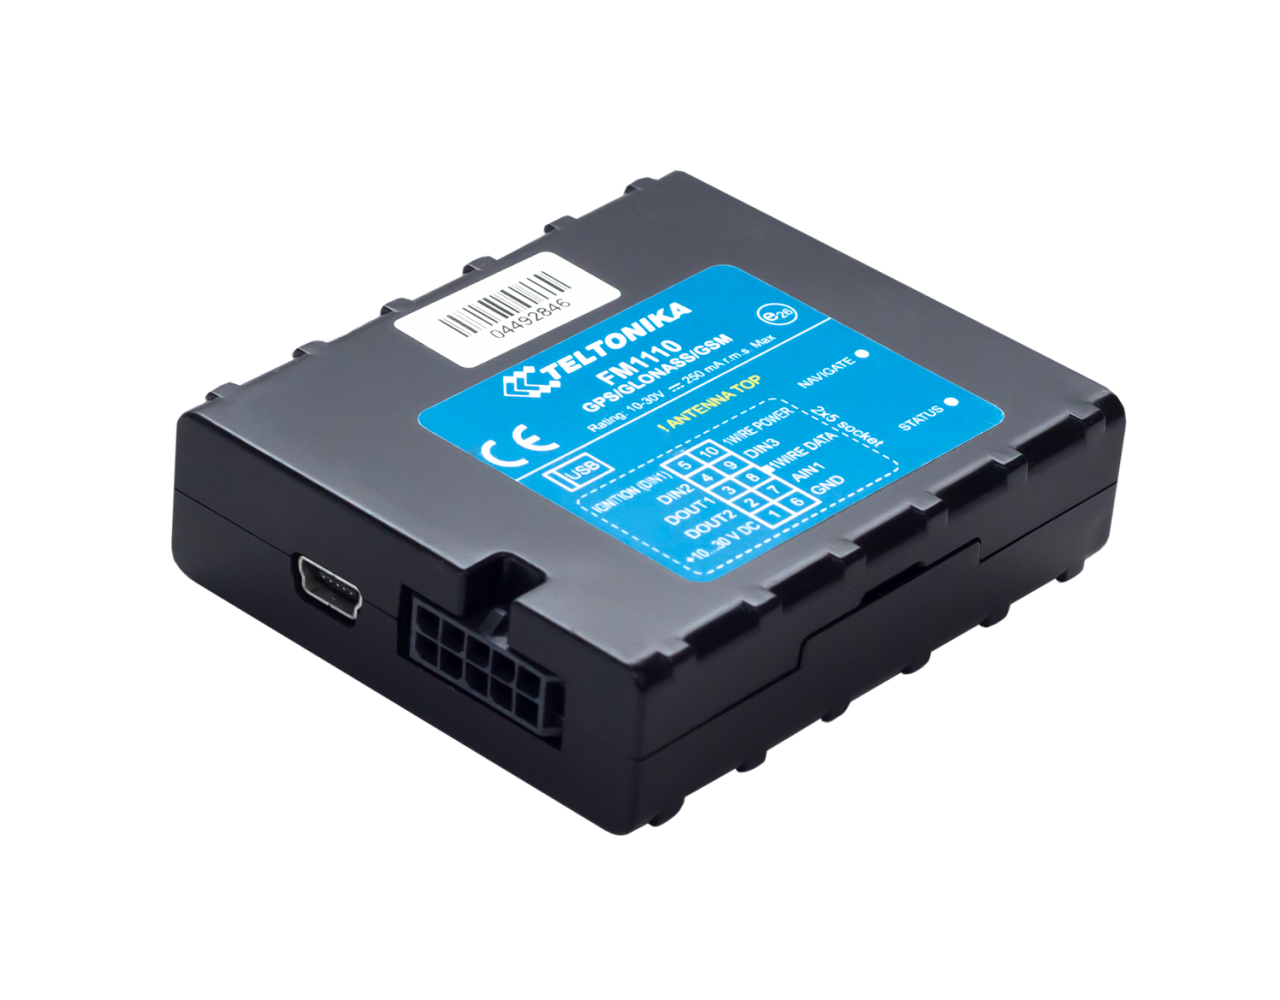 04492846
TELTONIKA
FM1110
GPS/GLONASS/GSM
Rating: 10-30V ⎓ 250 mA r.m.s. Max
e26
! ANTENNA TOP
NAVIGATE
STATUS
CE
USB
2x5 socket
IGNITION (DIN1) 5 10 1WIRE POWER
DIN2 4 9 DIN3
DOUT1 3 8 1WIRE DATA
DOUT2 2 7 AIN1
+10...30 V DC 1 6 GND